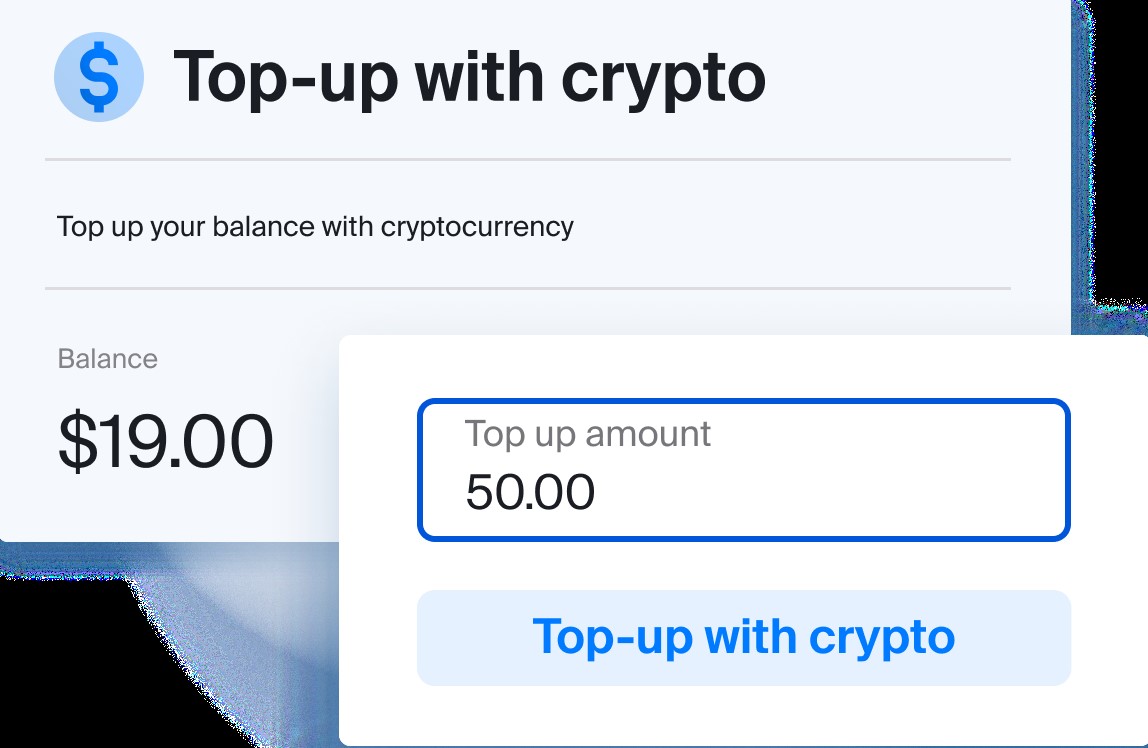 $ Top-up with crypto
Top up your balance with cryptocurrency
Balance
$19.00
Top up amount
50.00
Top-up with crypto